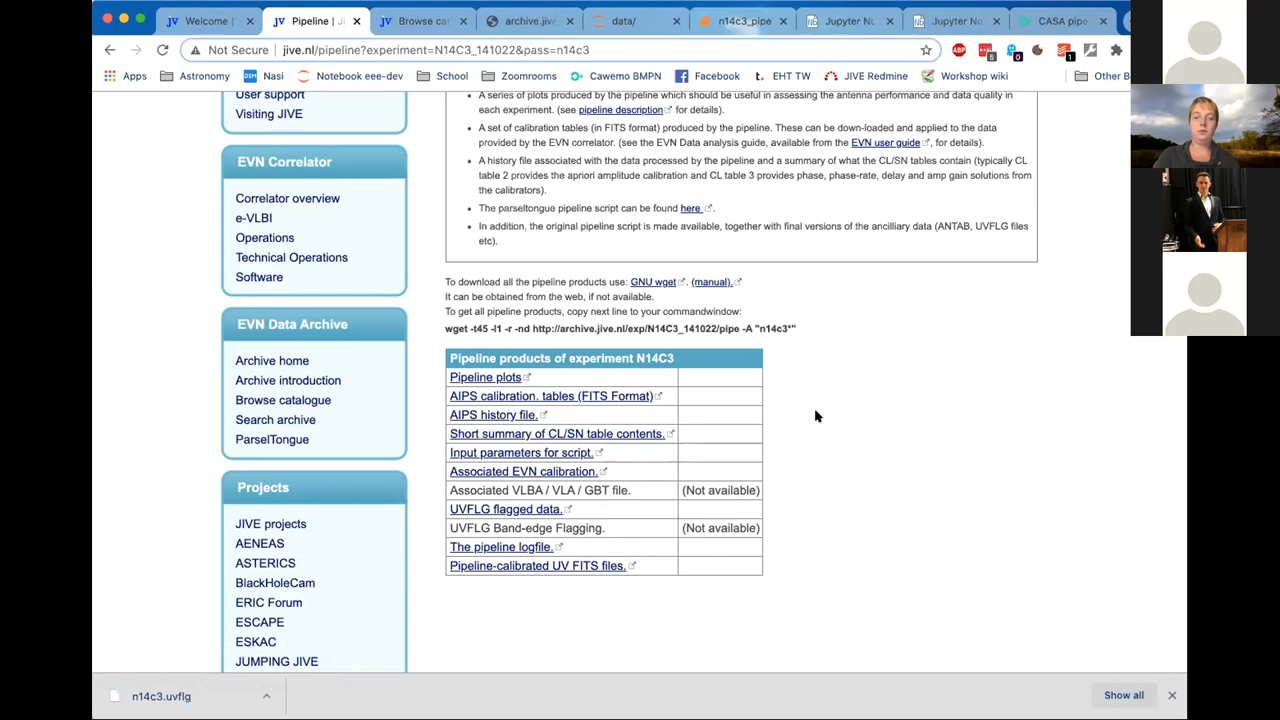 Welcome |
Pipeline | Ji
Browse cat
archive.jive
data/
n14c3_pipe
Jupyter Nu
Jupyter No
CASA pipe
Not Secure
jive.nl/pipeline?experiment=N14C3_141022&pass=n14c3
Apps
Astronomy
Nasi
Notebook eee-dev
School
Zoomrooms
Cawemo BMPN
Facebook
EHT TW
JIVE Redmine
Workshop wiki
Other B
User support
Visiting JIVE
EVN Correlator
Correlator overview
e-VLBI
Operations
Technical Operations
Software
EVN Data Archive
Archive home
Archive introduction
Browse catalogue
Search archive
ParselTongue
Projects
JIVE projects
AENEAS
ASTERICS
BlackHoleCam
ERIC Forum
ESCAPE
ESKAC
JUMPING JIVE
A series of plots produced by the pipeline which should be useful in assessing the antenna performance and data quality in
each experiment. (see pipeline description for details).
A set of calibration tables (in FITS format) produced by the pipeline. These can be down-loaded and applied to the data
provided by the EVN correlator. (see the EVN Data analysis guide, available from the EVN user guide, for details).
A history file associated with the data processed by the pipeline and a summary of what the CL/SN tables contain (typically CL
table 2 provides the apriori amplitude calibration and CL table 3 provides phase, phase-rate, delay and amp gain solutions from
the calibrators).
The parseltongue pipeline script can be found here .
In addition, the original pipeline script is made available, together with final versions of the ancilliary data (ANTAB, UVFLG files
etc).
To download all the pipeline products use: GNU wget . (manual).
It can be obtained from the web, if not available.
To get all pipeline products, copy next line to your commandwindow:
wget -t45 -l1 -r -nd http://archive.jive.nl/exp/N14C3_141022/pipe -A "n14c3*"
Pipeline products of experiment N14C3
Pipeline plots
AIPS calibration. tables (FITS Format)
AIPS history file.
Short summary of CL/SN table contents.
Input parameters for script.
Associated EVN calibration.
Associated VLBA / VLA / GBT file. (Not available)
UVFLG flagged data.
UVFLG Band-edge Flagging. (Not available)
The pipeline logfile.
Pipeline-calibrated UV FITS files.
n14c3.uvflg
Show all